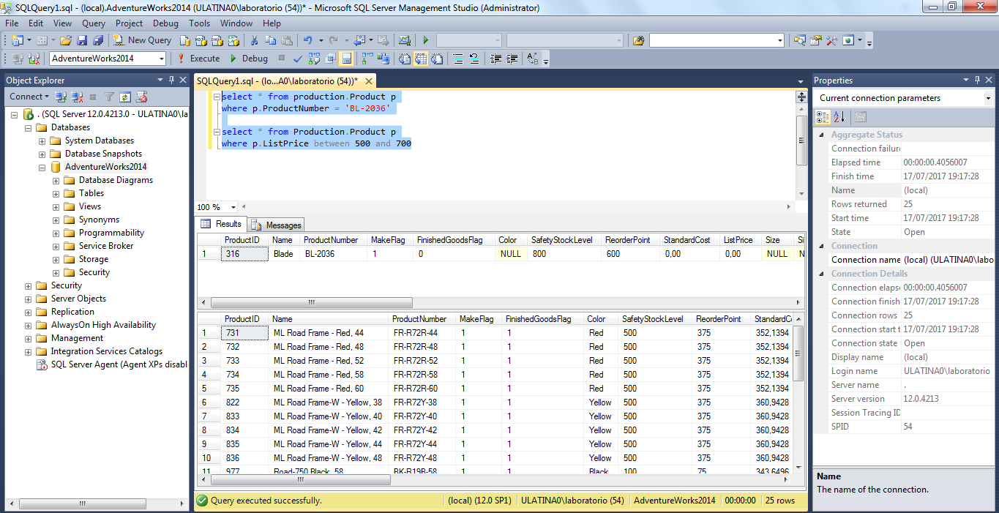 SQLQuery1.sql - (local).AdventureWorks2014 (ULATINA0\laboratorio (54))* - Microsoft SQL Server Management Studio (Administrator)
File Edit View Query Project Debug Tools Window Help
New Query
AdventureWorks2014 Execute Debug
Object Explorer
Connect
. (SQL Server 12.0.4213.0 - ULATINA0\la
Databases
System Databases
Database Snapshots
AdventureWorks2014
Database Diagrams
Tables
Views
Synonyms
Programmability
Service Broker
Storage
Security
Security
Server Objects
Replication
AlwaysOn High Availability
Management
Integration Services Catalogs
SQL Server Agent (Agent XPs disabl
SQLQuery1.sql - (lo...A0\laboratorio (54))*
select * from production.Product p
where p.ProductNumber = 'BL-2036'
select * from Production.Product p
where p.ListPrice between 500 and 700
100 %
Results Messages
ProductID Name ProductNumber MakeFlag FinishedGoodsFlag Color SafetyStockLevel ReorderPoint StandardCost ListPrice Size Si
1 316 Blade BL-2036 1 0 NULL 800 600 0,00 0,00 NULL N
ProductID Name ProductNumber MakeFlag FinishedGoodsFlag Color SafetyStockLevel ReorderPoint StandardCo
1 731 ML Road Frame - Red, 44 FR-R72R-44 1 1 Red 500 375 352,1394
2 732 ML Road Frame - Red, 48 FR-R72R-48 1 1 Red 500 375 352,1394
3 733 ML Road Frame - Red, 52 FR-R72R-52 1 1 Red 500 375 352,1394
4 734 ML Road Frame - Red, 58 FR-R72R-58 1 1 Red 500 375 352,1394
5 735 ML Road Frame - Red, 60 FR-R72R-60 1 1 Red 500 375 352,1394
6 822 ML Road Frame-W - Yellow, 38 FR-R72Y-38 1 1 Yellow 500 375 360,9428
7 833 ML Road Frame-W - Yellow, 40 FR-R72Y-40 1 1 Yellow 500 375 360,9428
8 834 ML Road Frame-W - Yellow, 42 FR-R72Y-42 1 1 Yellow 500 375 360,9428
9 835 ML Road Frame-W - Yellow, 44 FR-R72Y-44 1 1 Yellow 500 375 360,9428
10 836 ML Road Frame-W - Yellow, 48 FR-R72Y-48 1 1 Yellow 500 375 360,9428
11 977 Road-750 Black, 58 BK-R19B-58 1 1 Black 100 75 343,6496
Query executed successfully. (local) (12.0 SP1) ULATINA0\laboratorio (54) AdventureWorks2014 00:00:00 25 rows
Properties
Current connection parameters
Aggregate Status
Connection failure
Elapsed time 00:00:00.4056007
Finish time 17/07/2017 19:17:28
Name (local)
Rows returned 25
Start time 17/07/2017 19:17:28
State Open
Connection
Connection name (local) (ULATINA0\labo
Connection Details
Connection elaps 00:00:00.4056007
Connection finish 17/07/2017 19:17:28
Connection rows 25
Connection start t 17/07/2017 19:17:28
Connection state Open
Display name (local)
Login name ULATINA0\laboratorio
Server name .
Server version 12.0.4213
Session Tracing ID
SPID 54
Name
The name of the connection.